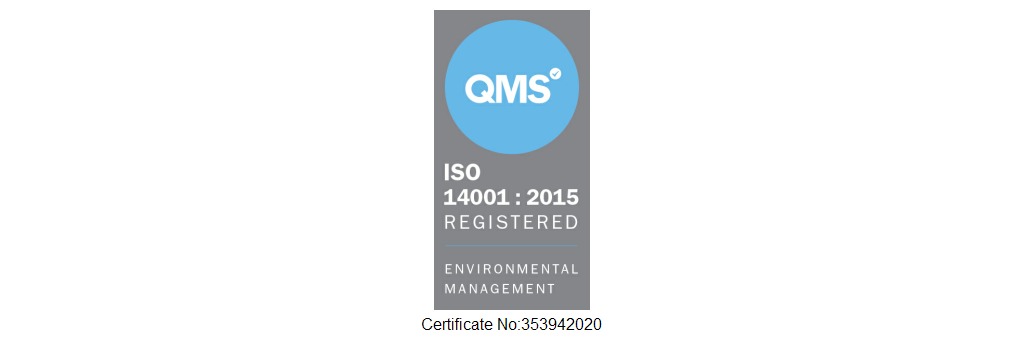 QMS
ISO
14001 : 2015
REGISTERED
ENVIRONMENTAL
MANAGEMENT
Certificate No:353942020